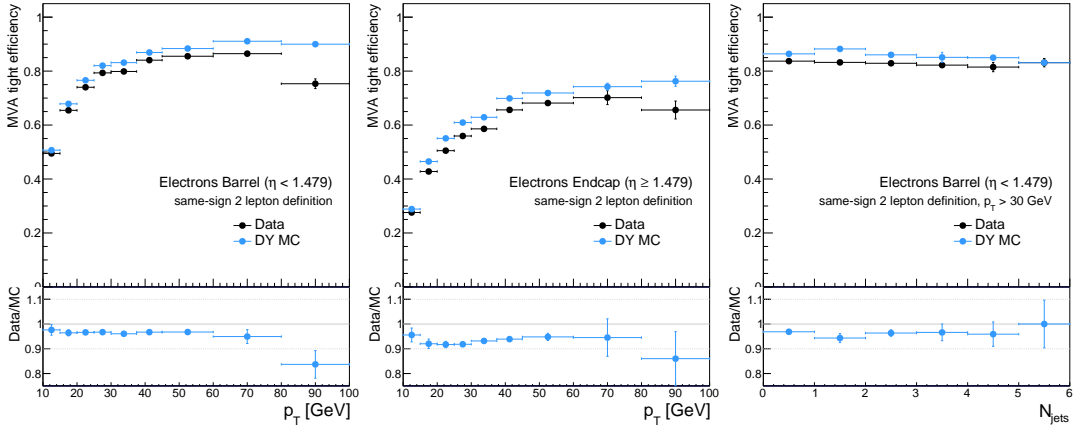 MVA tight efficiency
1
0.8
0.6
0.4
0.2
0
Electrons Barrel (η < 1.479)
same-sign 2 lepton definition
Data
DY MC
Data/MC
1.1
1
0.9
0.8
10 20 30 40 50 60 70 80 90 100
p_T [GeV]
MVA tight efficiency
1
0.8
0.6
0.4
0.2
0
Electrons Endcap (η ≥ 1.479)
same-sign 2 lepton definition
Data
DY MC
Data/MC
1.1
1
0.9
0.8
10 20 30 40 50 60 70 80 90 100
p_T [GeV]
MVA tight efficiency
1
0.8
0.6
0.4
0.2
0
Electrons Barrel (η < 1.479)
same-sign 2 lepton definition, p_T > 30 GeV
Data
DY MC
Data/MC
1.1
1
0.9
0.8
0 1 2 3 4 5 6
N_jets